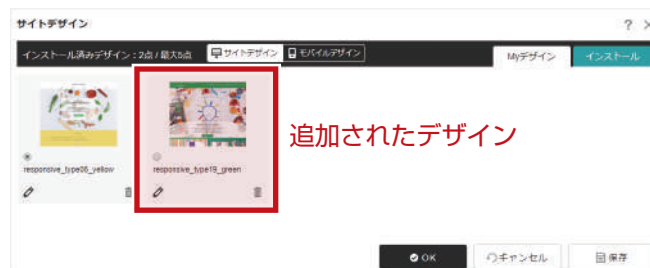 サイトデザイン
?
インストール済みデザイン:2点 / 最大5点 サイトデザイン モバイルデザイン Myデザイン インストール
追加されたデザイン
responsive_type06_yellow responsive_type19_green
OK キャンセル 保存